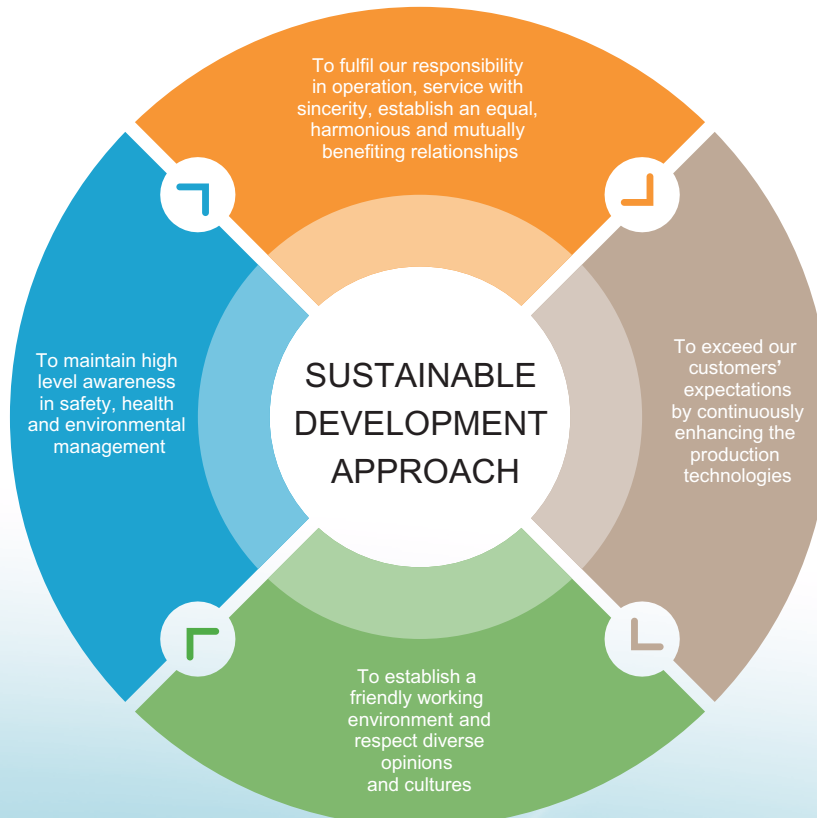 To fulfil our responsibility
in operation, service with
sincerity, establish an equal,
harmonious and mutually
benefiting relationships
To maintain high
level awareness
in safety, health
and environmental
management
SUSTAINABLE
DEVELOPMENT
APPROACH
To exceed our
customers’
expectations
by continuously
enhancing the
production
technologies
To establish a
friendly working
environment and
respect diverse
opinions
and cultures